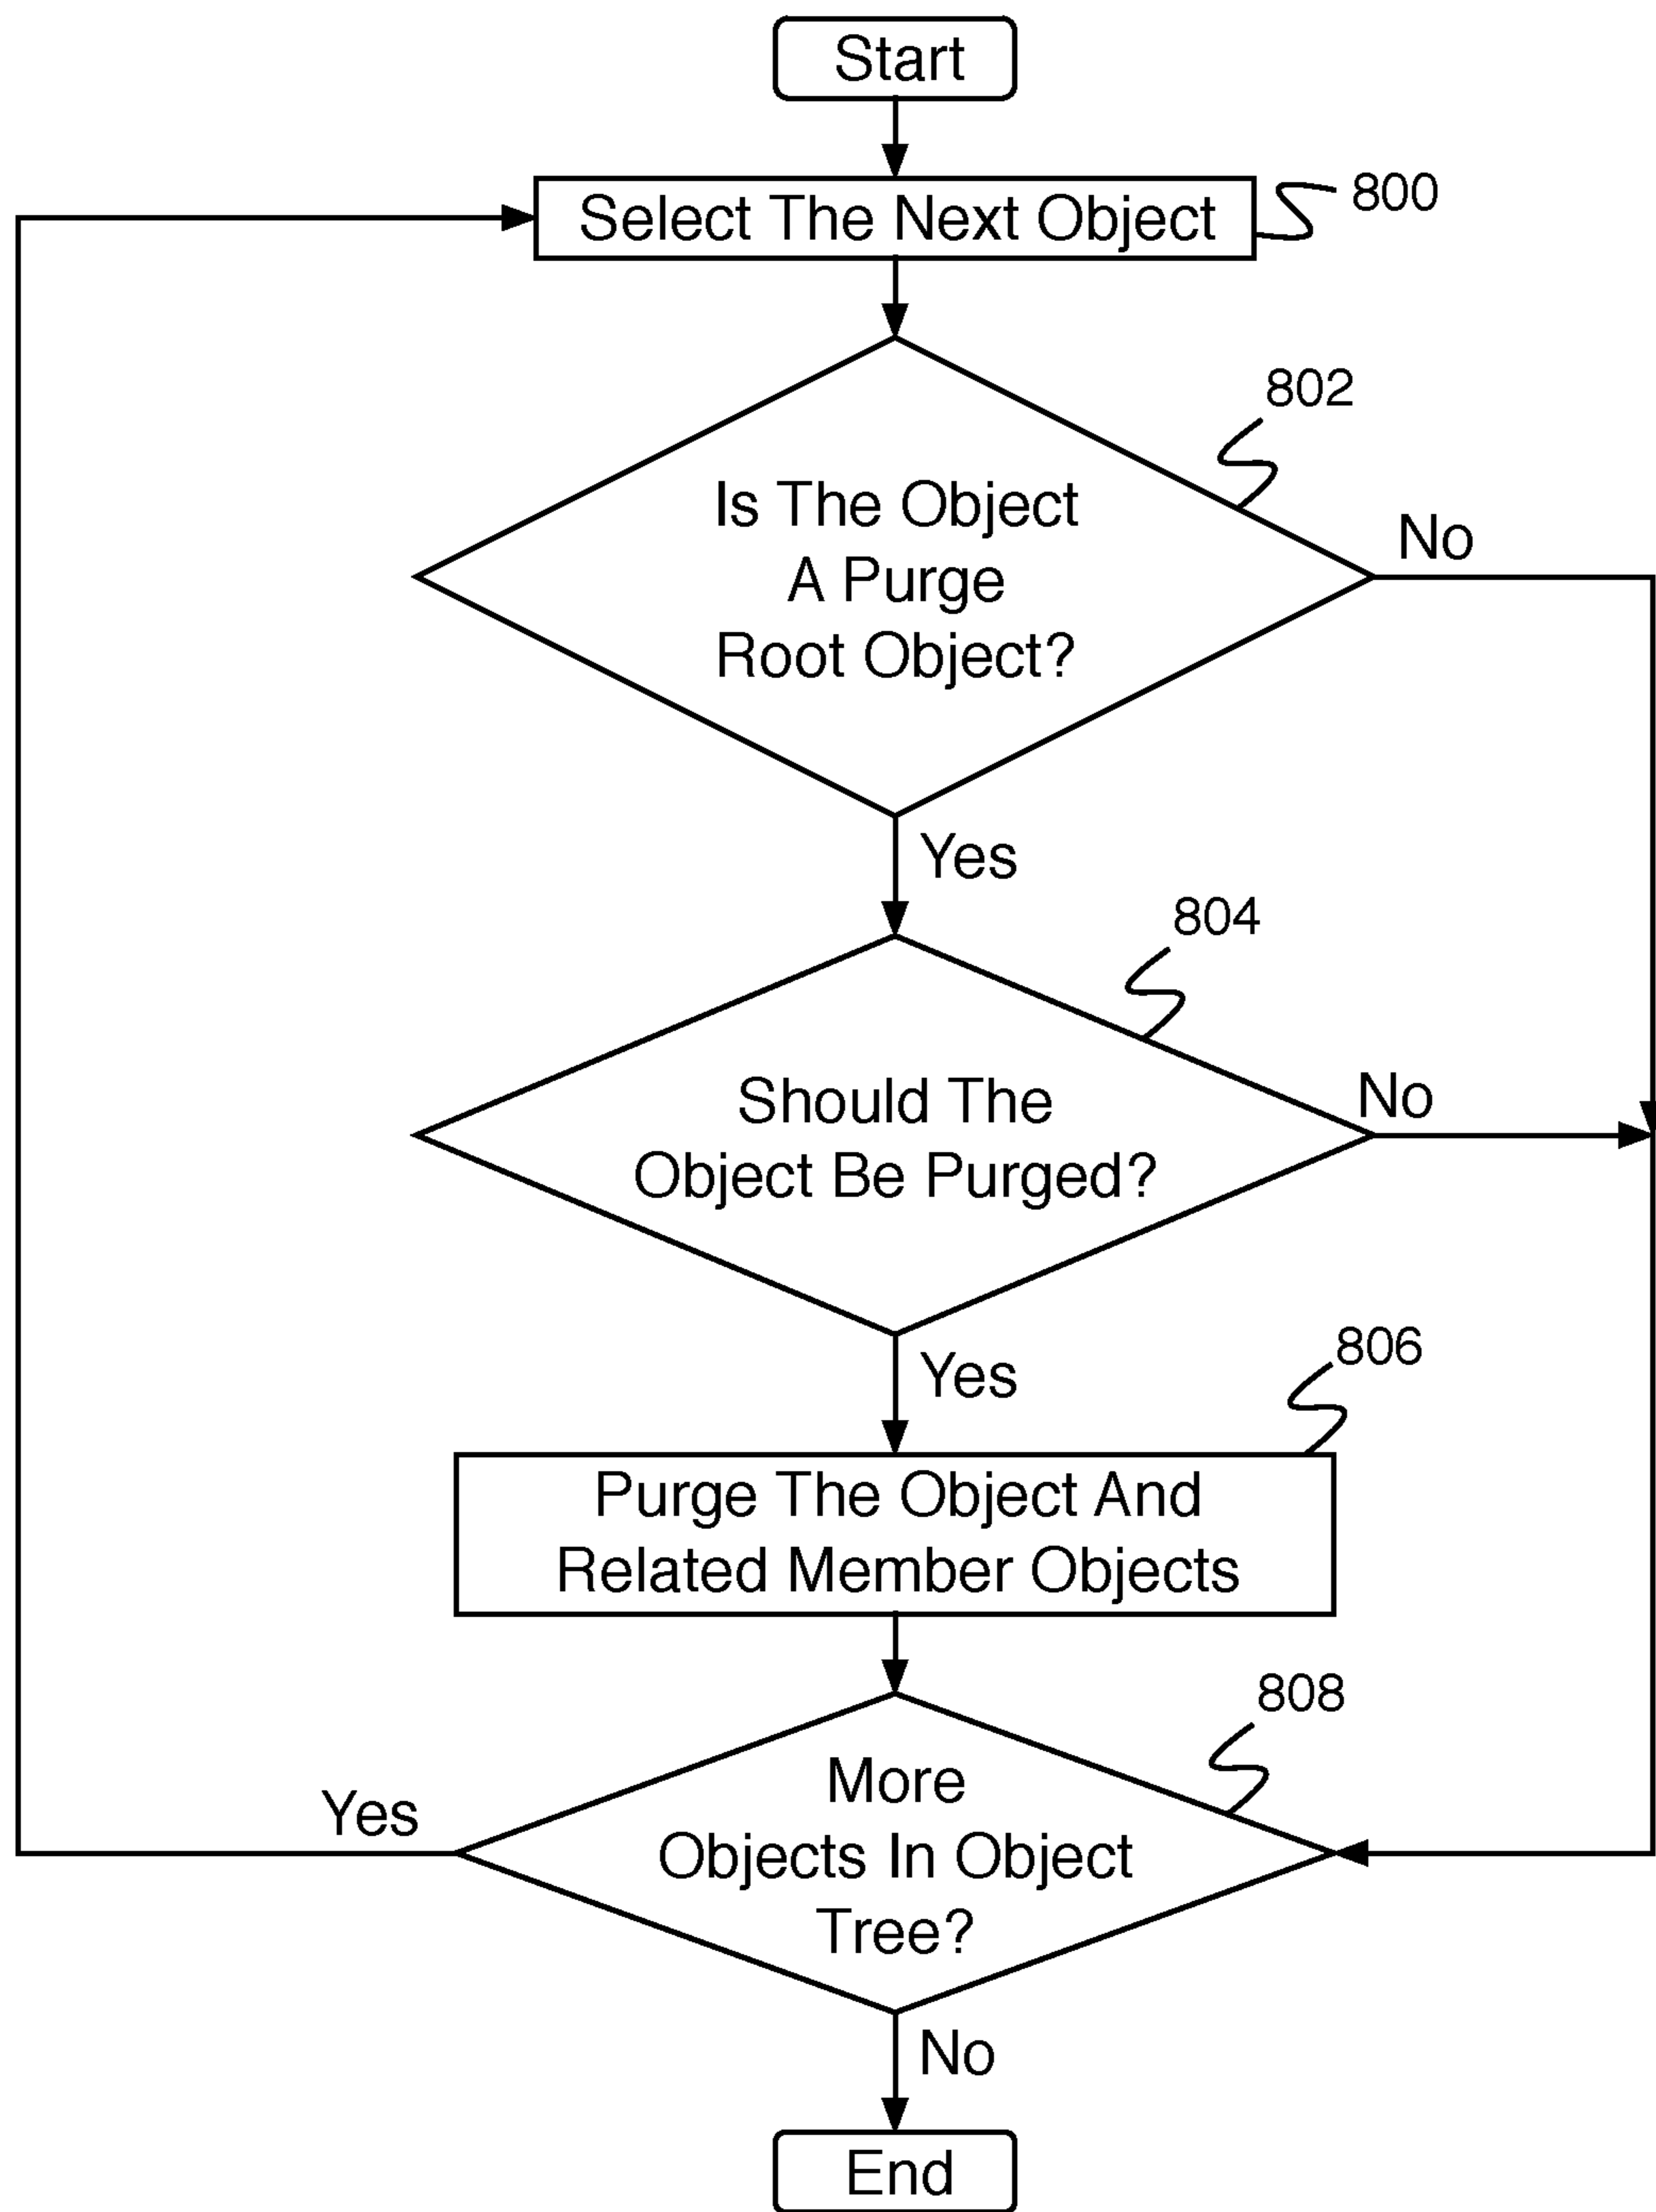 Start
Select The Next Object
800
802
Is The Object
A Purge
Root Object?
No
Yes
804
Should The
Object Be Purged?
No
Yes
806
Purge The Object And
Related Member Objects
808
More
Objects In Object
Tree?
Yes
No
End